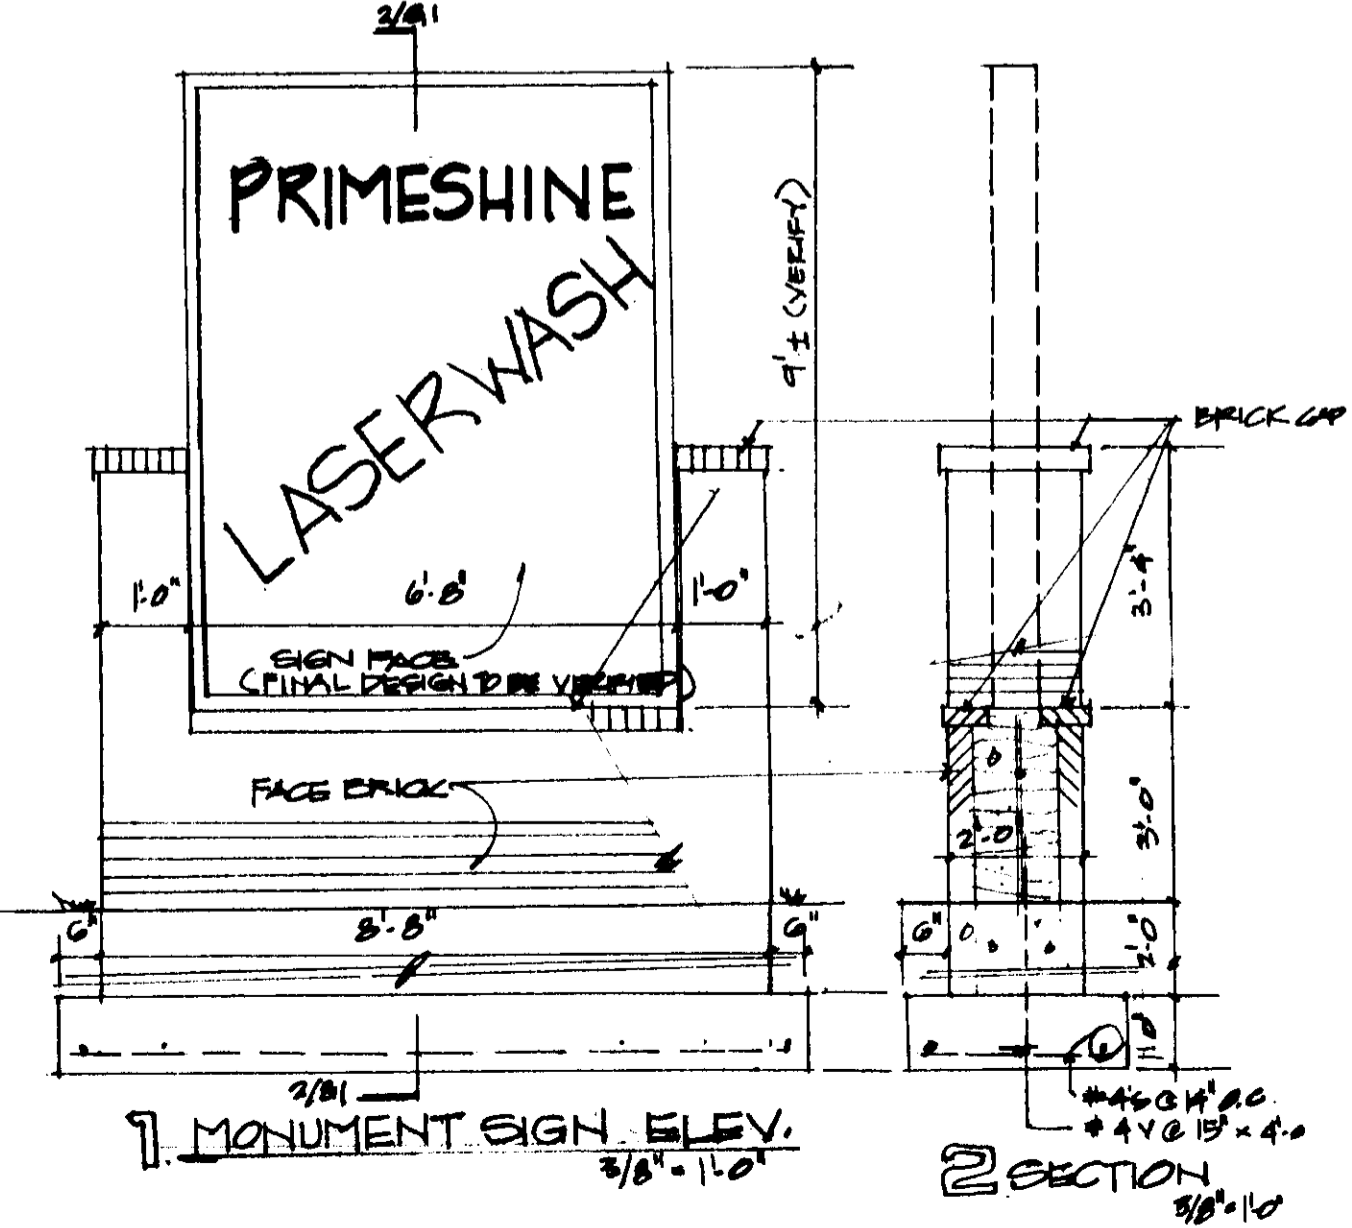 2/S1
PRIMESHINE
LASERWASH
9'± (VERIFY)
BRICK CAP
1'-0"
6'-8"
1'-0"
3'-4"
SIGN FACE
(FINAL DESIGN TO BE VERIFIED)
FACE BRICK
2'-0
3'-0"
6"
8'-8"
6"
6"
2'-0"
1'-0"
2/S1
#4's @ 14" O.C.
#4 V @ 15" x 4'-0
1. MONUMENT SIGN ELEV.
3/8" = 1'-0"
2 SECTION
3/8" = 1'-0"